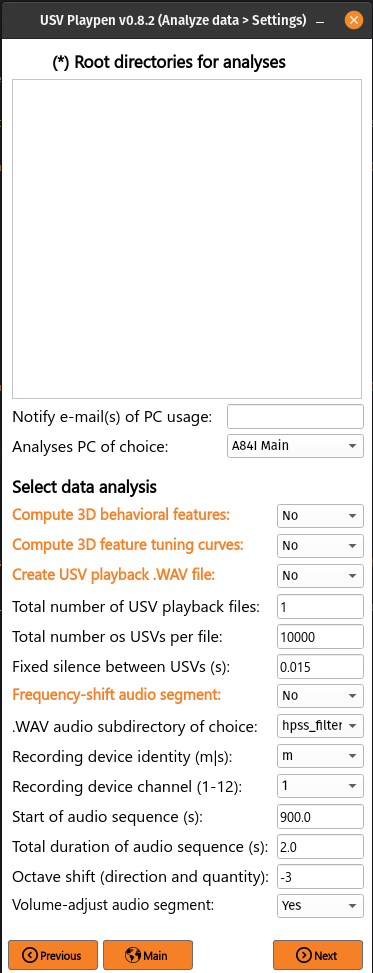 USV Playpen v0.8.2 (Analyze data > Settings)
(*) Root directories for analyses
Notify e-mail(s) of PC usage:
Analyses PC of choice: A84I Main
Select data analysis
Compute 3D behavioral features: No
Compute 3D feature tuning curves: No
Create USV playback .WAV file: No
Total number of USV playback files: 1
Total number os USVs per file: 10000
Fixed silence between USVs (s): 0.015
Frequency-shift audio segment: No
.WAV audio subdirectory of choice: hpss_filter
Recording device identity (m|s): m
Recording device channel (1-12): 1
Start of audio sequence (s): 900.0
Total duration of audio sequence (s): 2.0
Octave shift (direction and quantity): -3
Volume-adjust audio segment: Yes
Previous Main Next